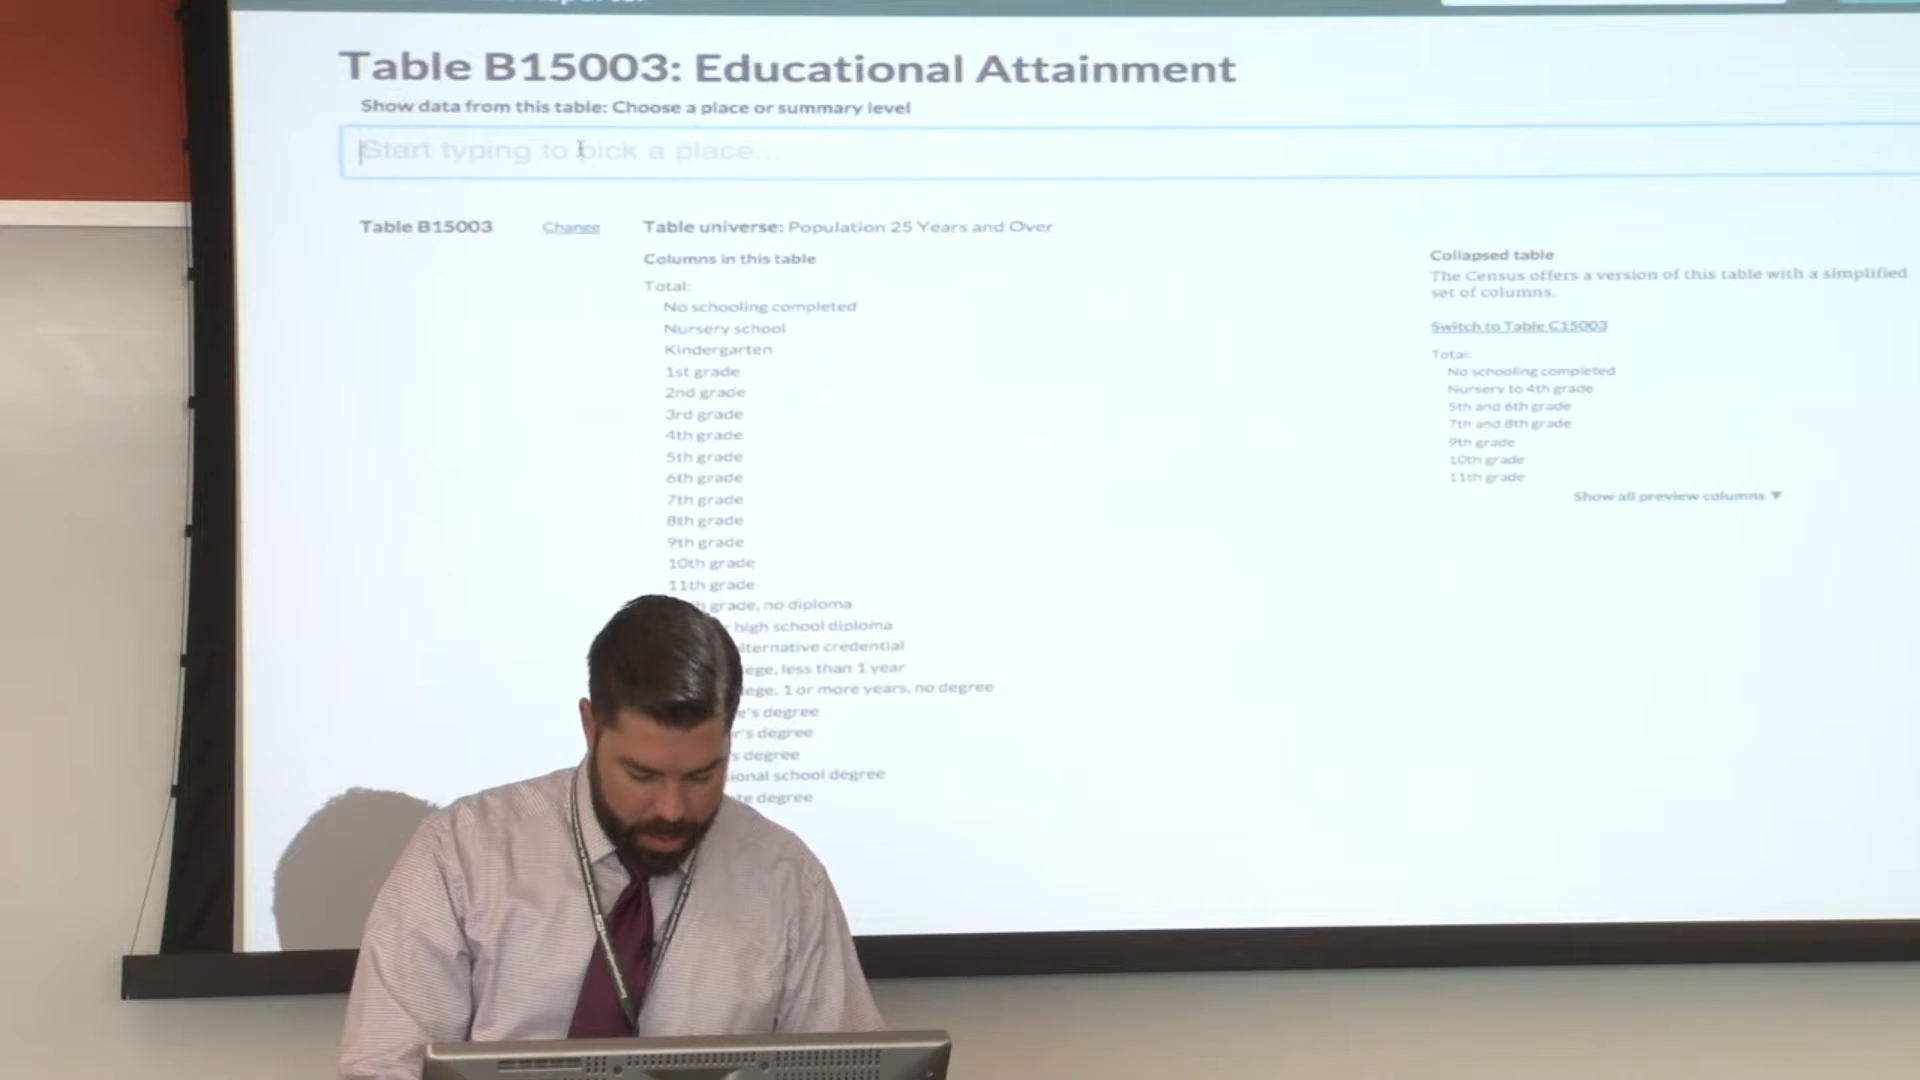 Table B15003: Educational Attainment
Show data from this table: Choose a place or summary level
Start typing to pick a place...
Table B15003
Change
Table universe: Population 25 Years and Over
Columns in this table
Total:
No schooling completed
Nursery school
Kindergarten
1st grade
2nd grade
3rd grade
4th grade
5th grade
6th grade
7th grade
8th grade
9th grade
10th grade
11th grade
grade, no diploma
high school diploma
alternative credential
less than 1 year
1 or more years, no degree
degree
degree
degree
school degree
degree
Collapsed table
The Census offers a version of this table with a simplified
set of columns.
Switch to Table C15003
Total:
No schooling completed
Nursery to 4th grade
5th and 6th grade
7th and 8th grade
9th grade
10th grade
11th grade
Show all preview columns ▼